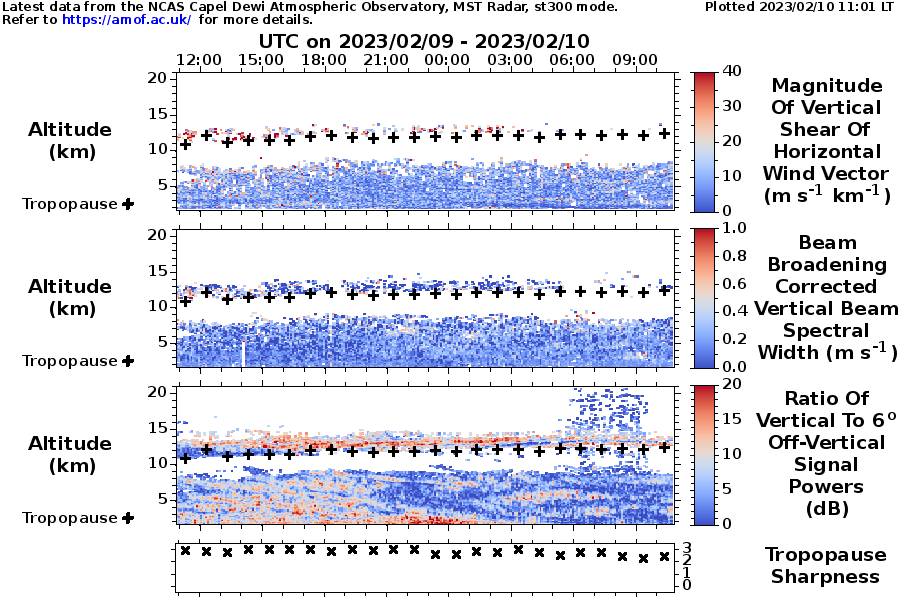 Latest data from the NCAS Capel Dewi Atmospheric Observatory, MST Radar, st300 mode.
Plotted 2023/02/10 11:01 LT
Refer to https://amof.ac.uk/ for more details.
UTC on 2023/02/09 - 2023/02/10
12:00 15:00 18:00 21:00 00:00 03:00 06:00 09:00
20
15
10
5
Altitude
(km)
Tropopause
40
30
20
10
0
Magnitude
Of Vertical
Shear Of
Horizontal
Wind Vector
(m s-1 km-1)
20
15
10
5
Altitude
(km)
Tropopause
1.0
0.8
0.6
0.4
0.2
0.0
Beam
Broadening
Corrected
Vertical Beam
Spectral
Width (m s-1)
20
15
10
5
Altitude
(km)
Tropopause
20
15
10
5
0
Ratio Of
Vertical To 6o
Off-Vertical
Signal
Powers
(dB)
3
2
1
0
Tropopause
Sharpness